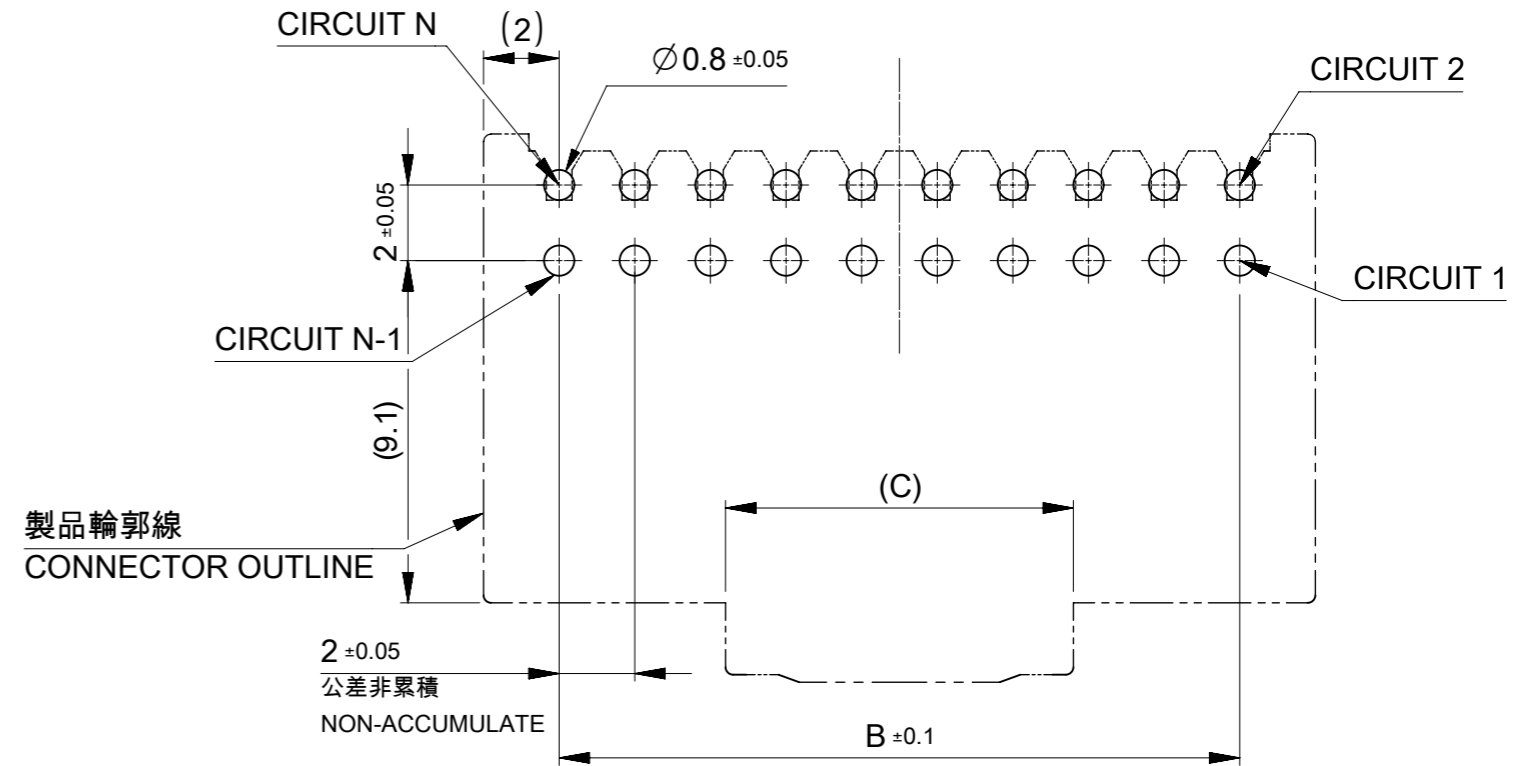 CIRCUIT N
(2)
∅0.8 ±0.05
CIRCUIT 2
2 ±0.05
CIRCUIT 1
CIRCUIT N-1
(9.1)
(C)
製品輪郭線
CONNECTOR OUTLINE
2 ±0.05
公差非累積
NON-ACCUMULATE
B ±0.1